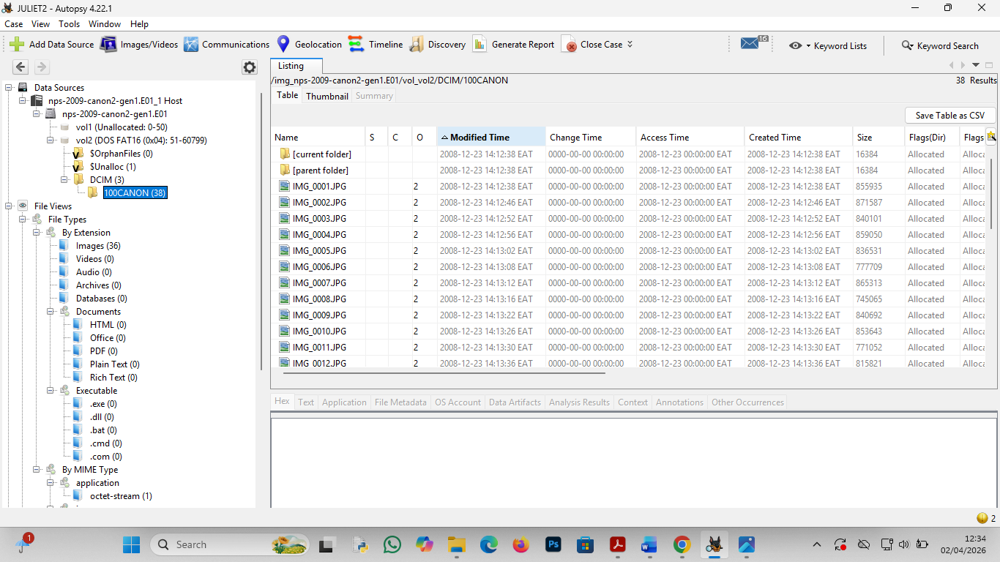 JULIET2 - Autopsy 4.22.1
Case View Tools Window Help
Add Data Source Images/Videos Communications Geolocation Timeline Discovery Generate Report Close Case 16 Keyword Lists Keyword Search
Listing
/img_nps-2009-canon2-gen1.E01/vol_vol2/DCIM/100CANON 38 Results
Table Thumbnail Summary
Save Table as CSV
Data Sources
nps-2009-canon2-gen1.E01_1 Host
nps-2009-canon2-gen1.E01
vol1 (Unallocated: 0-50)
vol2 (DOS FAT16 (0x04): 51-60799)
$OrphanFiles (0)
$Unalloc (1)
DCIM (3)
100CANON (38)
File Views
File Types
By Extension
Images (36)
Videos (0)
Audio (0)
Archives (0)
Databases (0)
Documents
HTML (0)
Office (0)
PDF (0)
Plain Text (0)
Rich Text (0)
Executable
.exe (0)
.dll (0)
.bat (0)
.cmd (0)
.com (0)
By MIME Type
application
octet-stream (1)
Name S C O Modified Time Change Time Access Time Created Time Size Flags(Dir) Flags
[current folder] 2008-12-23 14:12:38 EAT 0000-00-00 00:00:00 2008-12-23 00:00:00 EAT 2008-12-23 14:12:38 EAT 16384 Allocated Alloca
[parent folder] 2008-12-23 14:12:38 EAT 0000-00-00 00:00:00 2008-12-23 00:00:00 EAT 2008-12-23 14:12:38 EAT 16384 Allocated Alloca
IMG_0001.JPG 2 2008-12-23 14:12:38 EAT 0000-00-00 00:00:00 2008-12-23 00:00:00 EAT 2008-12-23 14:12:38 EAT 855935 Allocated Alloca
IMG_0002.JPG 2 2008-12-23 14:12:46 EAT 0000-00-00 00:00:00 2008-12-23 00:00:00 EAT 2008-12-23 14:12:46 EAT 871587 Allocated Alloca
IMG_0003.JPG 2 2008-12-23 14:12:52 EAT 0000-00-00 00:00:00 2008-12-23 00:00:00 EAT 2008-12-23 14:12:52 EAT 840101 Allocated Alloca
IMG_0004.JPG 2 2008-12-23 14:12:56 EAT 0000-00-00 00:00:00 2008-12-23 00:00:00 EAT 2008-12-23 14:12:56 EAT 859050 Allocated Alloca
IMG_0005.JPG 2 2008-12-23 14:13:02 EAT 0000-00-00 00:00:00 2008-12-23 00:00:00 EAT 2008-12-23 14:13:02 EAT 836531 Allocated Alloca
IMG_0006.JPG 2 2008-12-23 14:13:08 EAT 0000-00-00 00:00:00 2008-12-23 00:00:00 EAT 2008-12-23 14:13:08 EAT 777709 Allocated Alloca
IMG_0007.JPG 2 2008-12-23 14:13:12 EAT 0000-00-00 00:00:00 2008-12-23 00:00:00 EAT 2008-12-23 14:13:12 EAT 865313 Allocated Alloca
IMG_0008.JPG 2 2008-12-23 14:13:16 EAT 0000-00-00 00:00:00 2008-12-23 00:00:00 EAT 2008-12-23 14:13:16 EAT 745065 Allocated Alloca
IMG_0009.JPG 2 2008-12-23 14:13:22 EAT 0000-00-00 00:00:00 2008-12-23 00:00:00 EAT 2008-12-23 14:13:22 EAT 840692 Allocated Alloca
IMG_0010.JPG 2 2008-12-23 14:13:26 EAT 0000-00-00 00:00:00 2008-12-23 00:00:00 EAT 2008-12-23 14:13:26 EAT 853643 Allocated Alloca
IMG_0011.JPG 2 2008-12-23 14:13:30 EAT 0000-00-00 00:00:00 2008-12-23 00:00:00 EAT 2008-12-23 14:13:30 EAT 771052 Allocated Alloca
IMG_0012.JPG 2 2008-12-23 14:13:36 EAT 0000-00-00 00:00:00 2008-12-23 00:00:00 EAT 2008-12-23 14:13:36 EAT 815821 Allocated Alloca
Hex Text Application File Metadata OS Account Data Artifacts Analysis Results Context Annotations Other Occurrences
2
1 Search Ps 12:34
02/04/2026